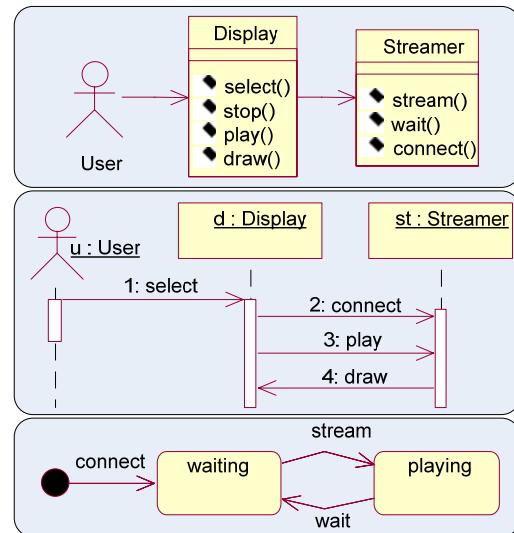 Display
select()
stop()
play()
draw()
Streamer
stream()
wait()
connect()
User
u : User
d : Display
st : Streamer
1: select
2: connect
3: play
4: draw
connect
waiting
stream
playing
wait